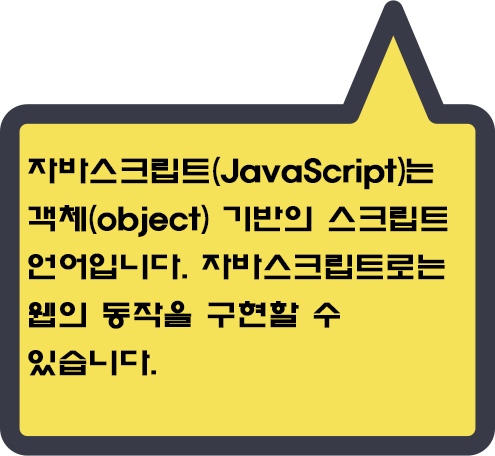 자바스크립트(JavaScript)는
객체(object) 기반의 스크립트
언어입니다. 자바스크립트로는
웹의 동작을 구현할 수
있습니다.